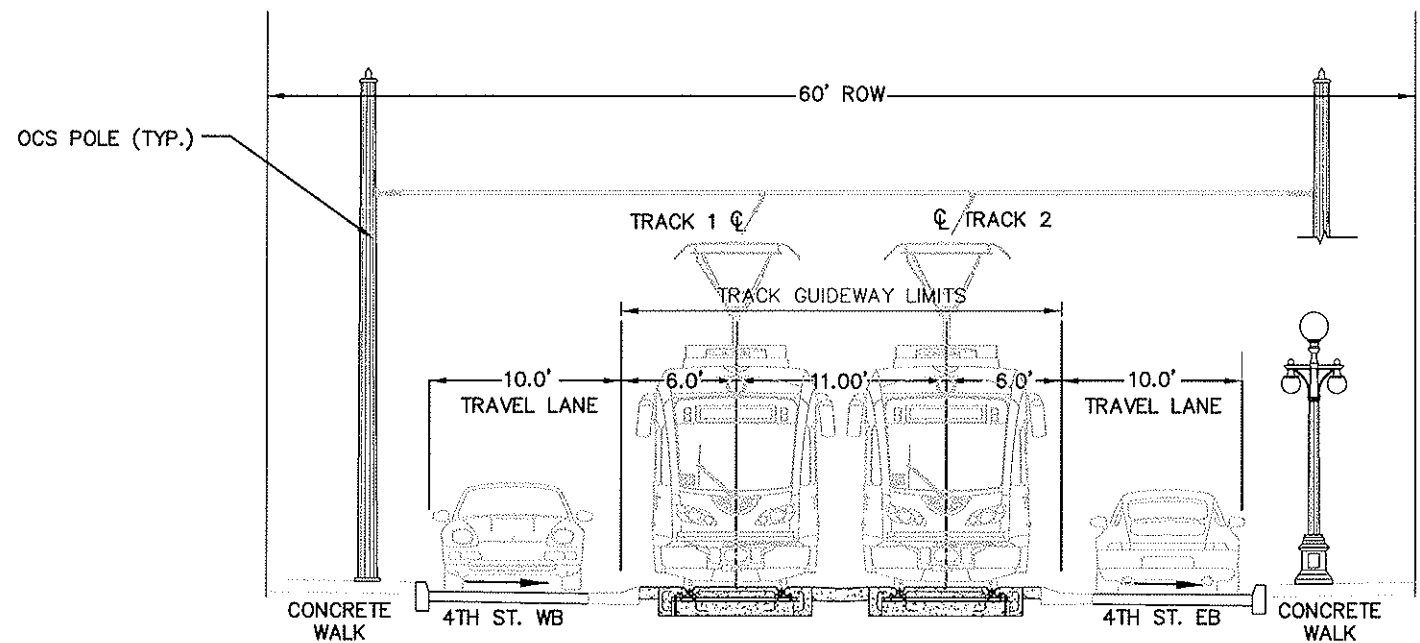 60' ROW
OCS POLE (TYP.)
TRACK 1 ℄
℄ TRACK 2
TRACK GUIDEWAY LIMITS
10.0'
6.0'
11.00'
6.0'
10.0'
TRAVEL LANE
TRAVEL LANE
CONCRETE
WALK
4TH ST. WB
4TH ST. EB
CONCRETE
WALK